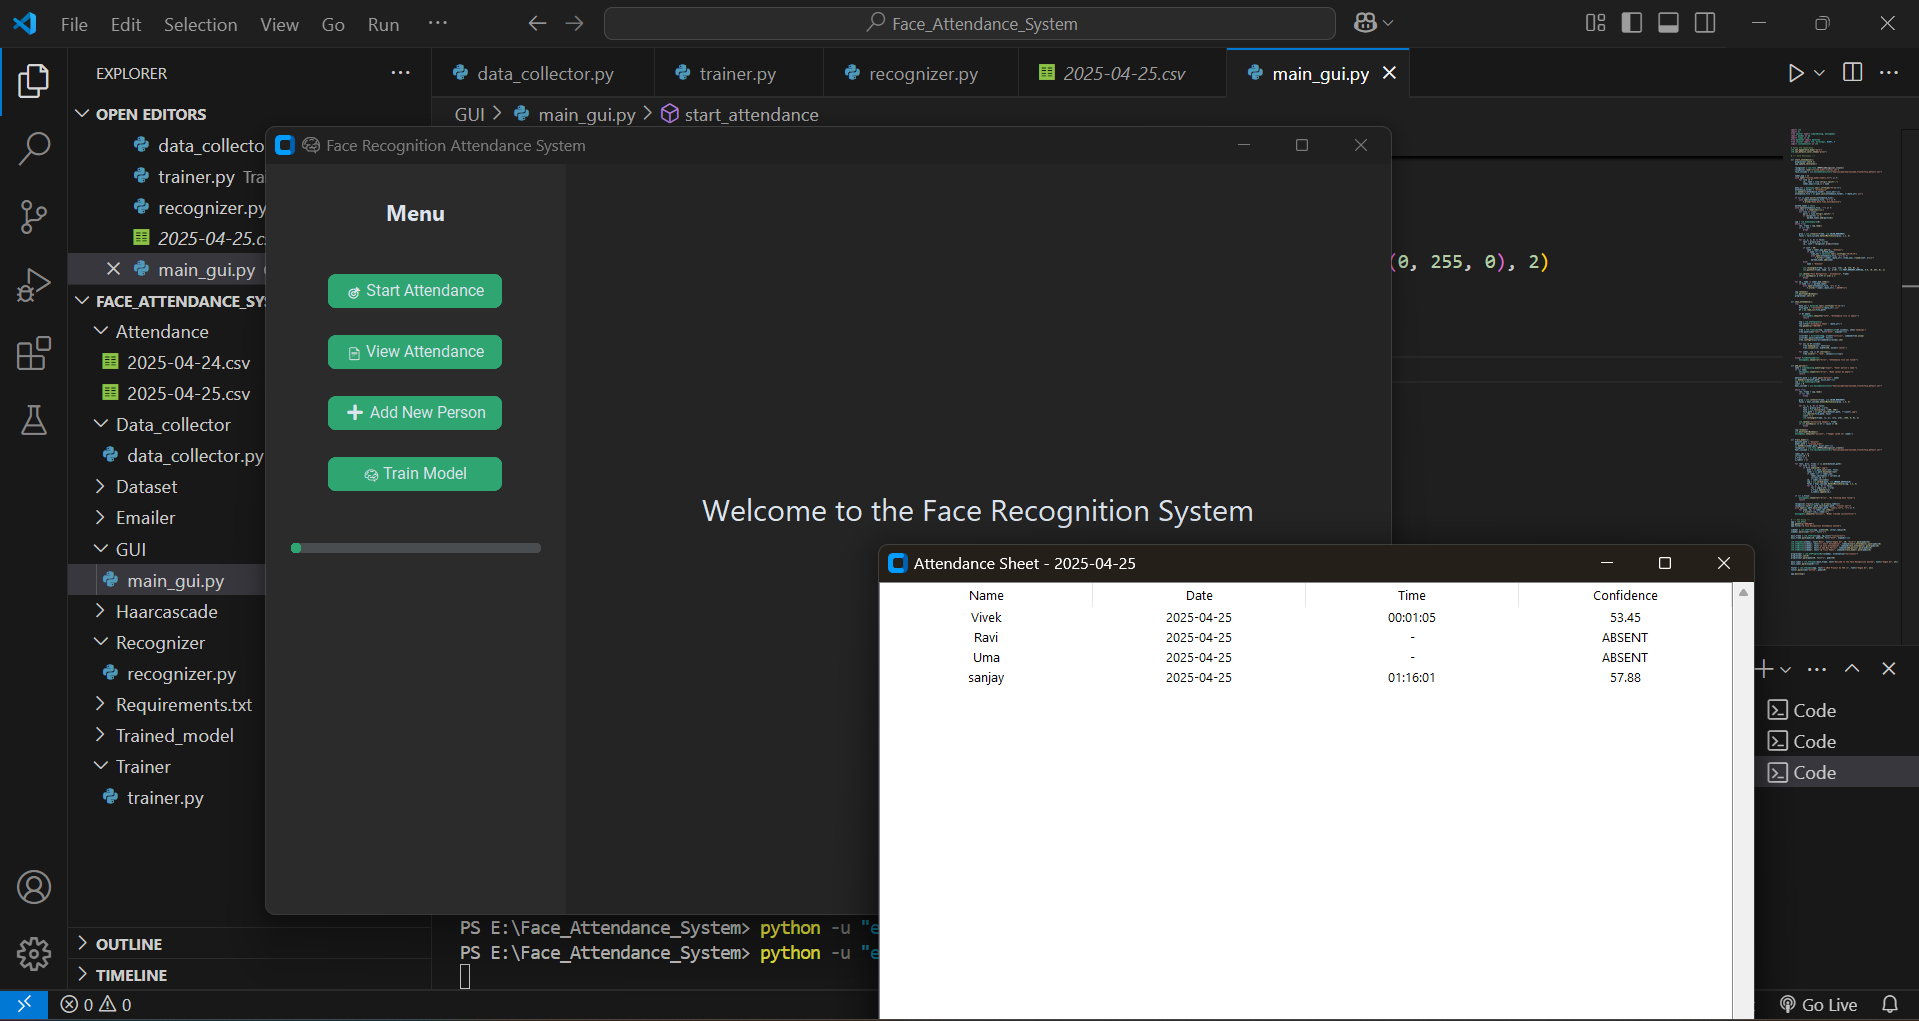 File Edit Selection View Go Run ···
Face_Attendance_System
EXPLORER ···
data_collector.py trainer.py recognizer.py 2025-04-25.csv main_gui.py
OPEN EDITORS
GUI > main_gui.py > start_attendance
data_collecto
trainer.py Tra
recognizer.py
2025-04-25.c
main_gui.py
FACE_ATTENDANCE_SY
Attendance
2025-04-24.csv
2025-04-25.csv
Data_collector
data_collector.py
Dataset
Emailer
GUI
main_gui.py
Haarcascade
Recognizer
recognizer.py
Requirements.txt
Trained_model
Trainer
trainer.py
OUTLINE
TIMELINE
Face Recognition Attendance System
Menu
Start Attendance
View Attendance
Add New Person
Train Model
Welcome to the Face Recognition System
(0, 255, 0), 2)
Attendance Sheet - 2025-04-25
Name Date Time Confidence
Vivek 2025-04-25 00:01:05 53.45
Ravi 2025-04-25 - ABSENT
Uma 2025-04-25 - ABSENT
sanjay 2025-04-25 01:16:01 57.88
Code
Code
Code
PS E:\Face_Attendance_System> python -u "e
PS E:\Face_Attendance_System> python -u "e
0 0
Go Live